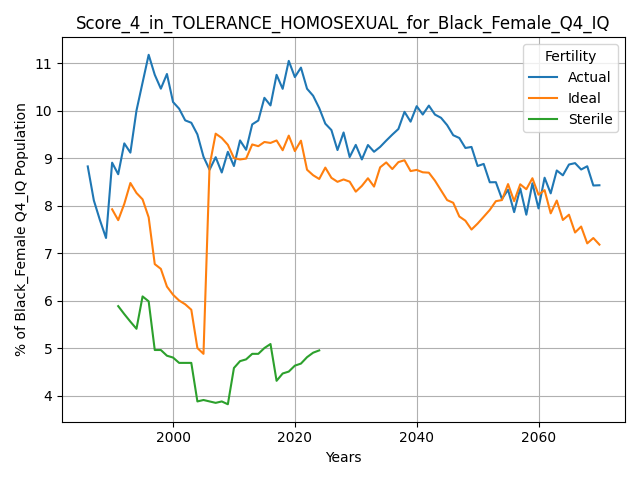 Score_4_in_TOLERANCE_HOMOSEXUAL_for_Black_Female_Q4_IQ
Fertility
Actual
Ideal
Sterile
% of Black_Female Q4_IQ Population
11
10
9
8
7
6
5
4
2000 2020 2040 2060
Years